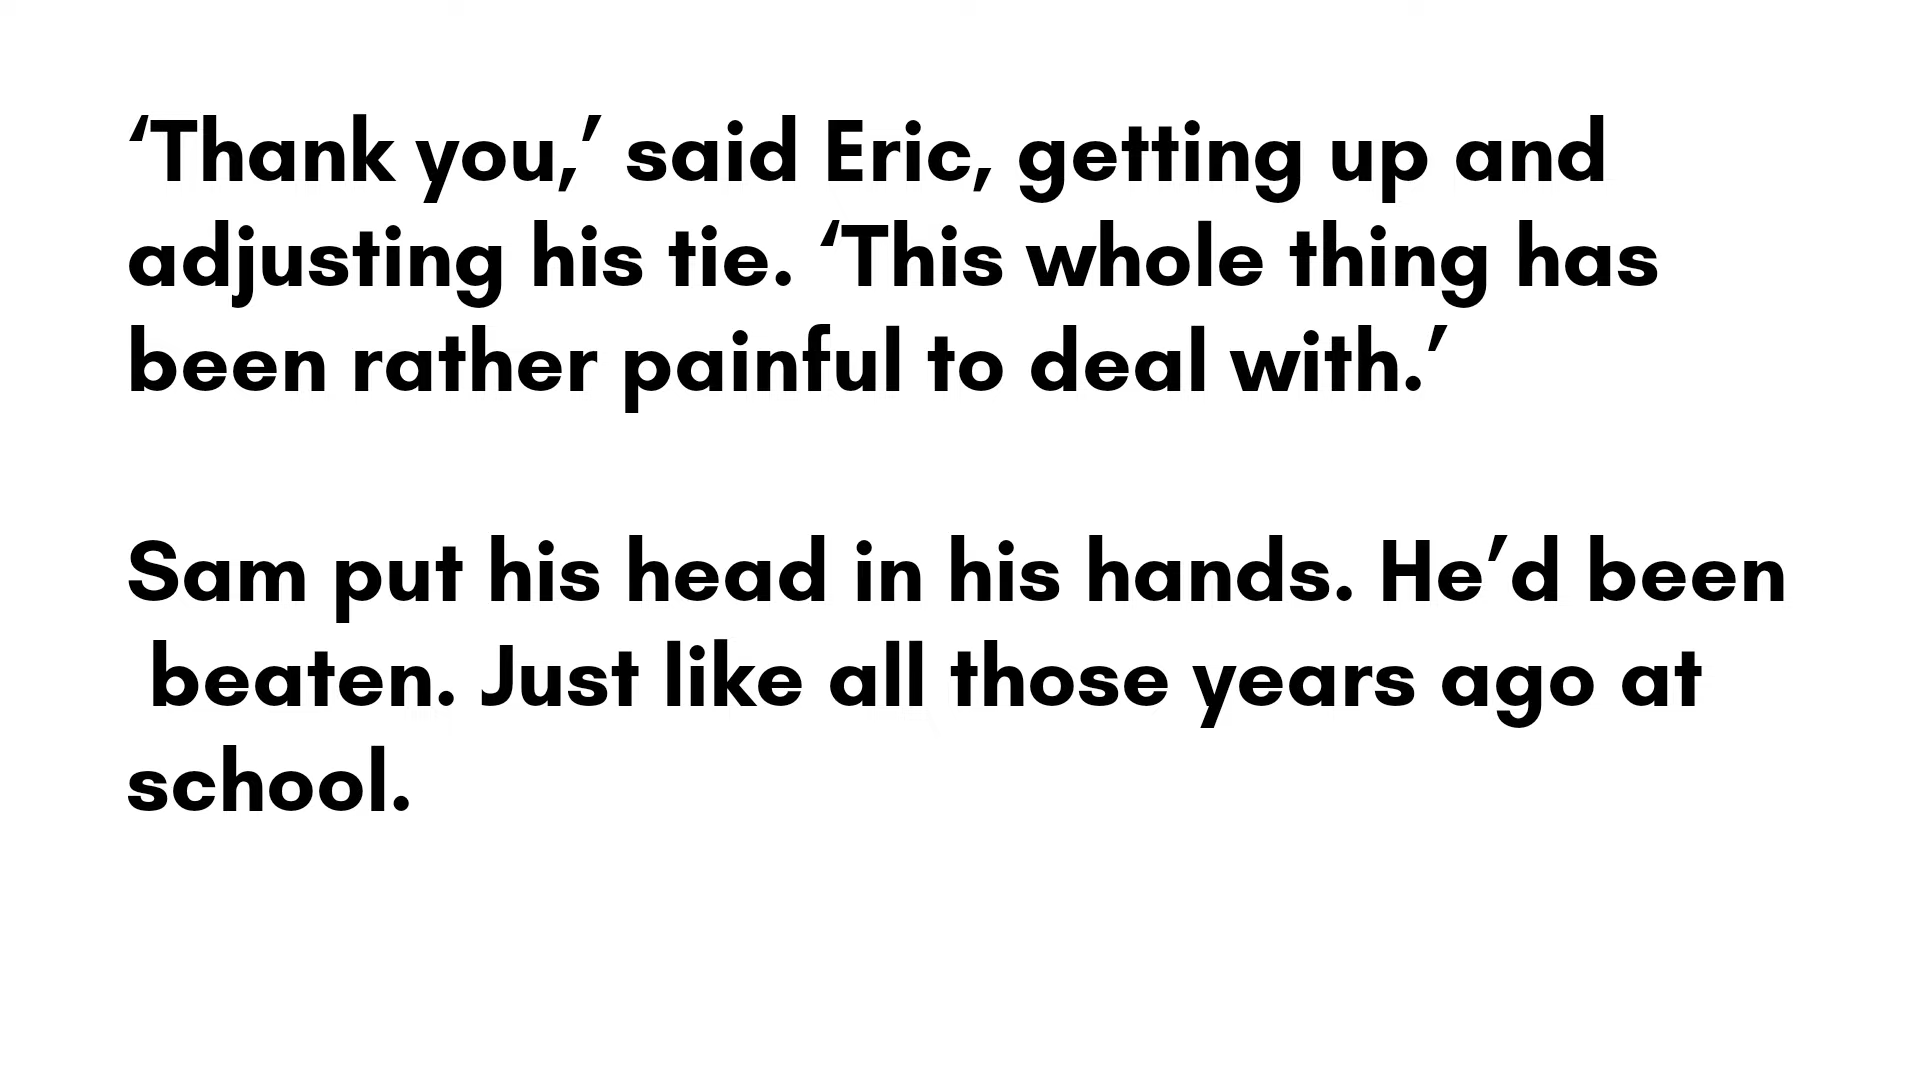 ‘Thank you,’ said Eric, getting up and
adjusting his tie. ‘This whole thing has
been rather painful to deal with.’
Sam put his head in his hands. He’d been
beaten. Just like all those years ago at
school.